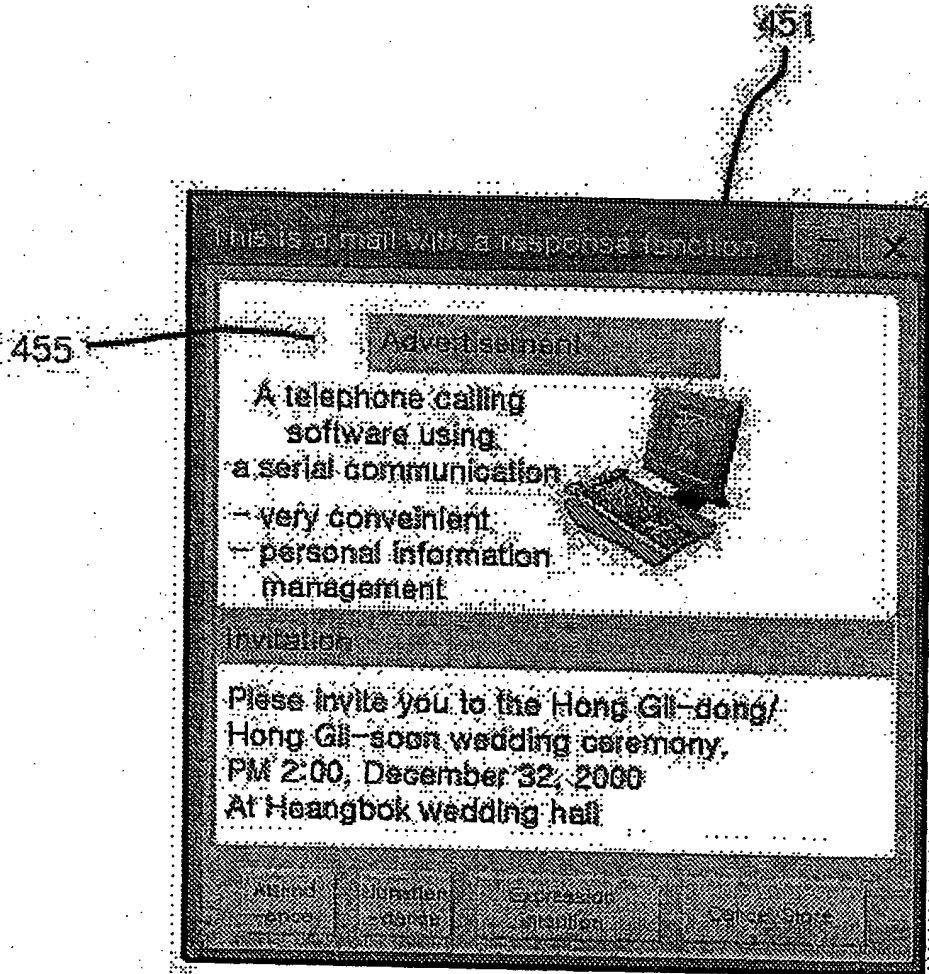 451
This is a mail with a response function
455
Advertisement
A telephone calling
software using
a serial communication
- very conveinient
- personal information
management
Invitation
Plese invite you to the Hong Gil-dong/
Hong Gil-soon wedding ceremony,
PM 2:00, December 32, 2000
At Heangbok wedding hall